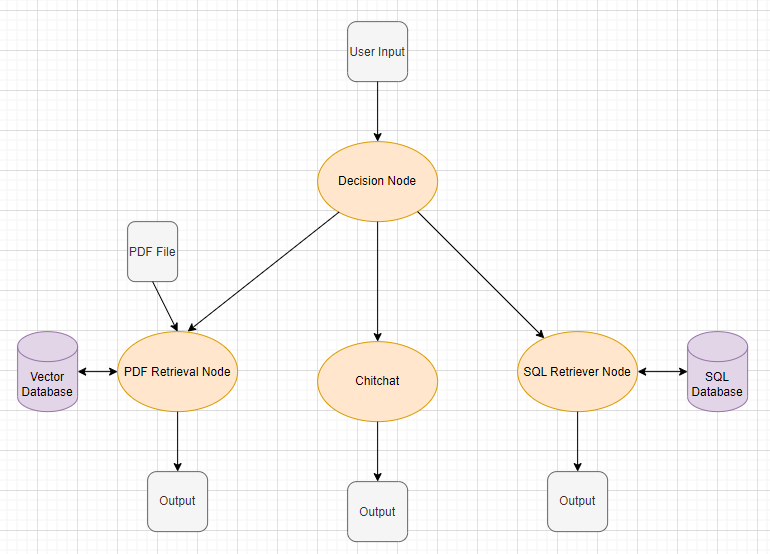 User Input
Decision Node
PDF File
Vector
Database
PDF Retrieval Node
Chitchat
SQL Retriever Node
SQL
Database
Output
Output
Output